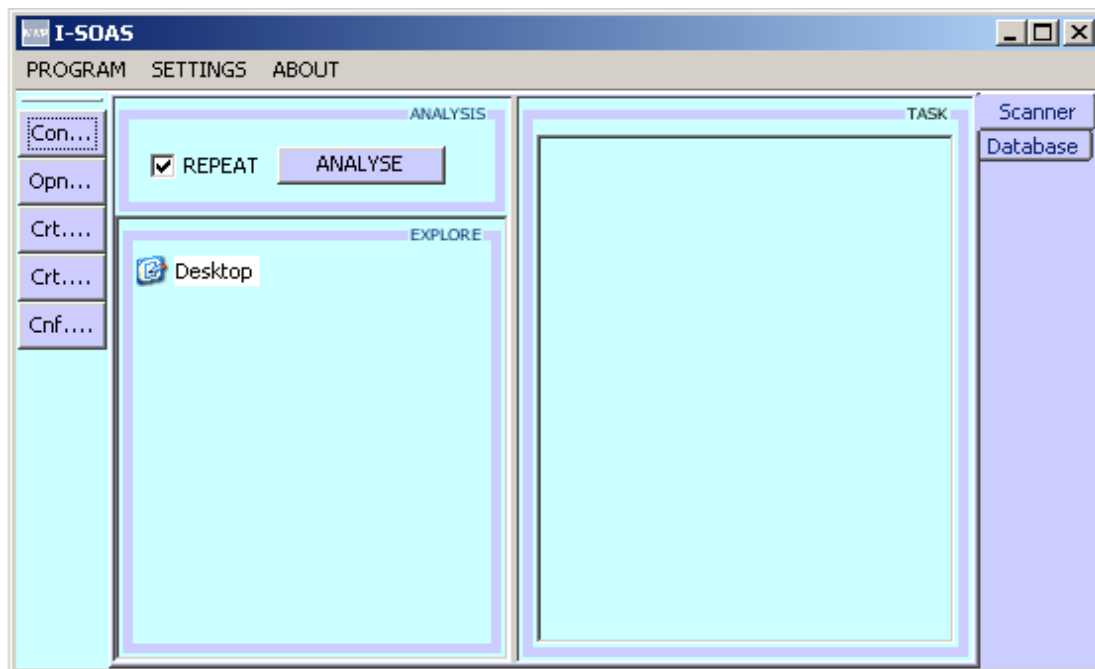 I-SOAS
PROGRAM SETTINGS ABOUT
Con...
Opn...
Crt....
Crt....
Cnf....
ANALYSIS
REPEAT ANALYSE
EXPLORE
Desktop
TASK
Scanner
Database